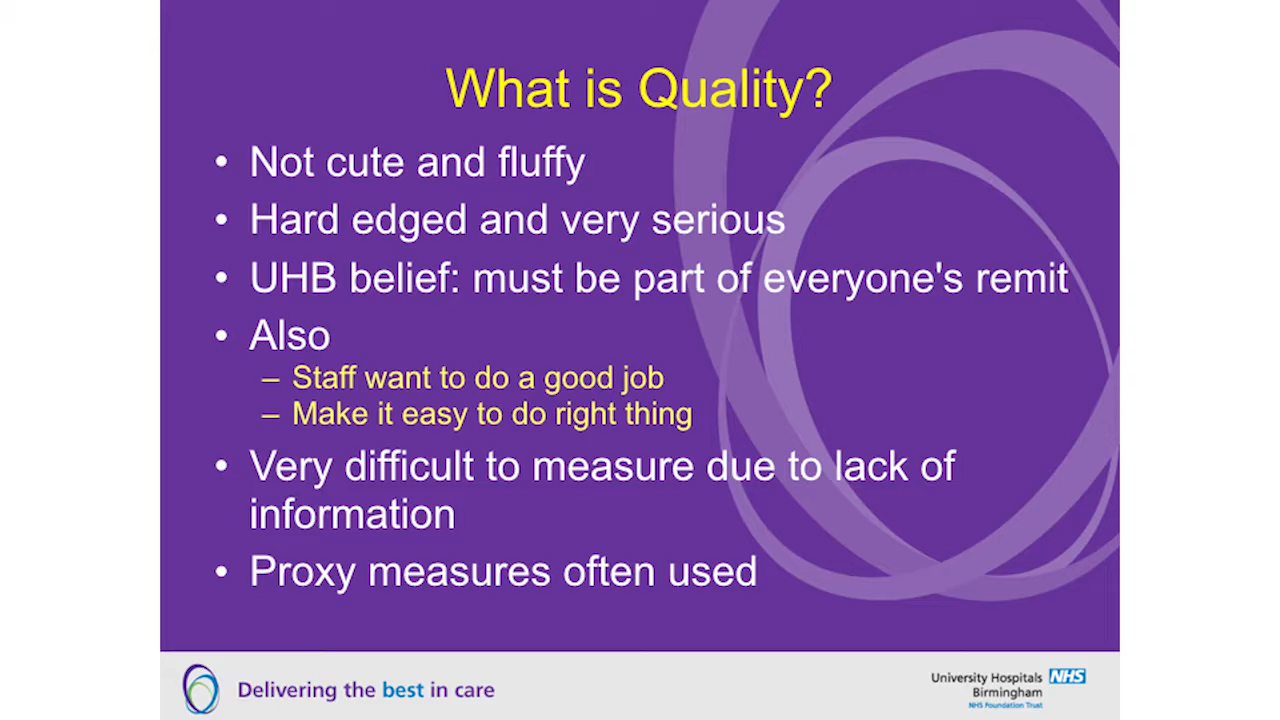 What is Quality?
• Not cute and fluffy
• Hard edged and very serious
• UHB belief: must be part of everyone's remit
• Also
– Staff want to do a good job
– Make it easy to do right thing
• Very difficult to measure due to lack of
information
• Proxy measures often used
Delivering the best in care
University Hospitals NHS
Birmingham
NHS Foundation Trust